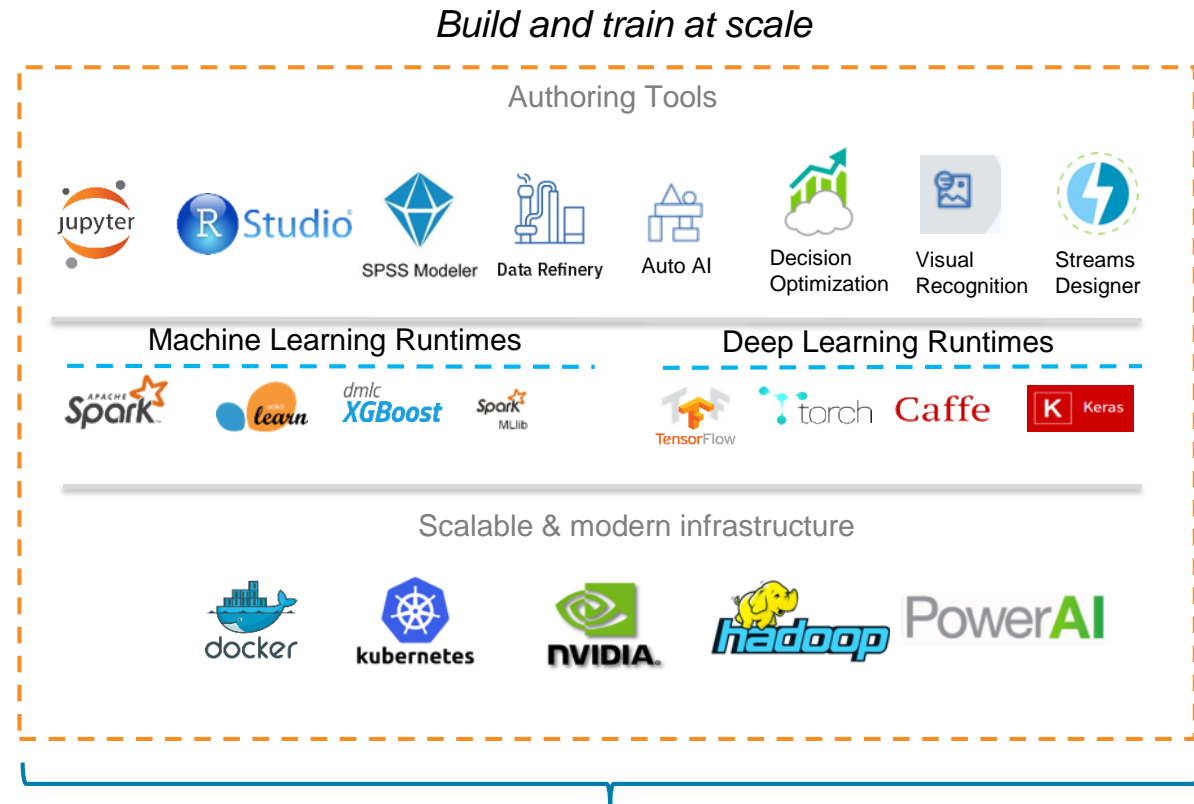 Build and train at scale
Authoring Tools
jupyter
R Studio
SPSS Modeler
Data Refinery
Auto AI
Decision
Optimization
Visual
Recognition
Streams
Designer
Machine Learning Runtimes
Deep Learning Runtimes
APACHE
Spark
scikit
learn
dmlc
XGBoost
Spark
MLlib
TensorFlow
torch
Caffe
K Keras
Scalable & modern infrastructure
docker
kubernetes
NVIDIA.
hadoop
PowerAI